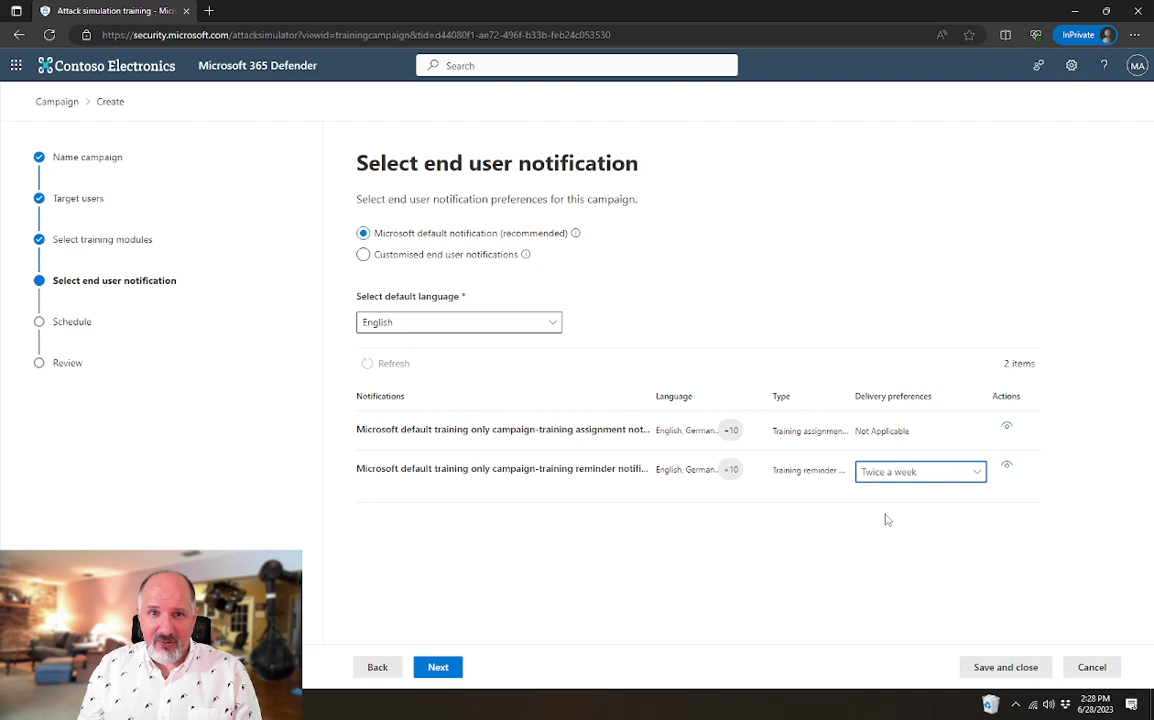 Attack simulation training - Micr
https://security.microsoft.com/attacksimulator?viewid=trainingcampaign&tid=d44080f1-ae72-496f-b33b-feb24c053530
InPrivate
Contoso Electronics
Microsoft 365 Defender
Search
MA
Campaign > Create
Name campaign
Target users
Select training modules
Select end user notification
Schedule
Review
Select end user notification
Select end user notification preferences for this campaign.
Microsoft default notification (recommended)
Customised end user notifications
Select default language *
English
Refresh
2 items
Notifications Language Type Delivery preferences Actions
Microsoft default training only campaign-training assignment not... English, German.. +10 Training assignmen... Not Applicable
Microsoft default training only campaign-training reminder notifi... English, German.. +10 Training reminder ... Twice a week
Back
Next
Save and close
Cancel
2:28 PM
6/28/2023